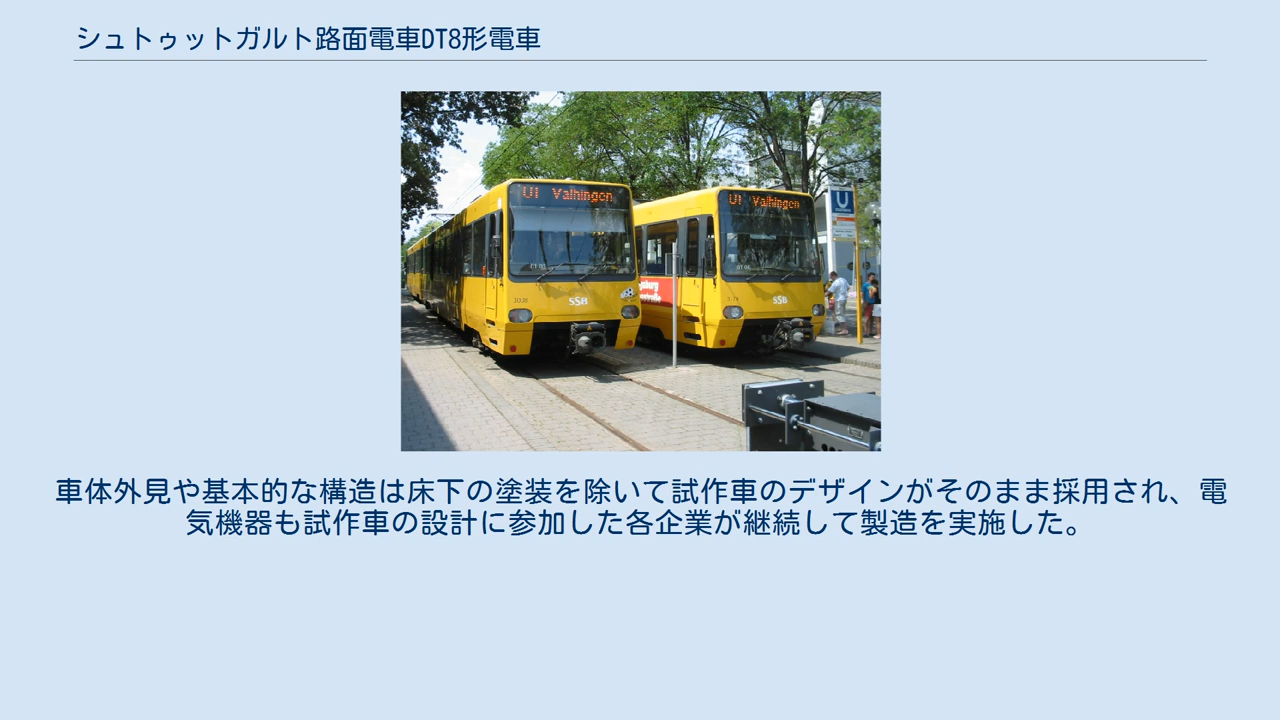 シュトゥットガルト路面電車DT8形電車
U1 Vaihingen
U1 Vaihingen
U
SSB
SSB
車体外見や基本的な構造は床下の塗装を除いて試作車のデザインがそのまま採用され、電
気機器も試作車の設計に参加した各企業が継続して製造を実施した。